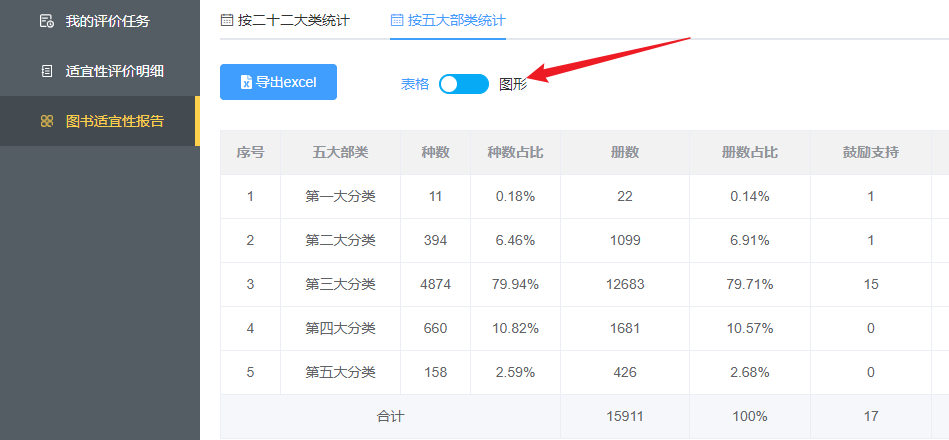 我的评价任务
适宜性评价明细
图书适宜性报告
按二十二大类统计 按五大部类统计
导出excel 表格 图形
序号 五大部类 种数 种数占比 册数 册数占比 鼓励支持
1 第一大分类 11 0.18% 22 0.14% 1
2 第二大分类 394 6.46% 1099 6.91% 1
3 第三大分类 4874 79.94% 12683 79.71% 15
4 第四大分类 660 10.82% 1681 10.57% 0
5 第五大分类 158 2.59% 426 2.68% 0
合计 15911 100% 17